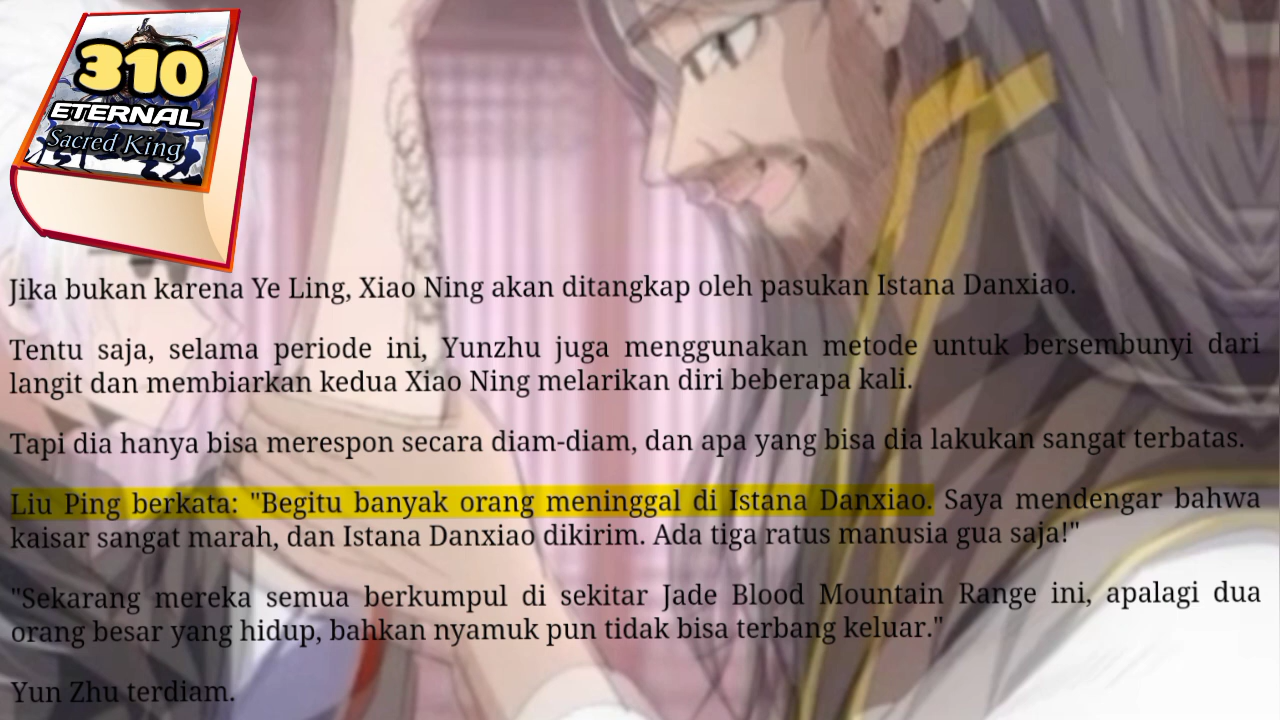 310
ETERNAL
Sacred King
Jika bukan karena Ye Ling, Xiao Ning akan ditangkap oleh pasukan Istana Danxiao.
Tentu saja, selama periode ini, Yunzhu juga menggunakan metode untuk bersembunyi dari
langit dan membiarkan kedua Xiao Ning melarikan diri beberapa kali.
Tapi dia hanya bisa merespon secara diam-diam, dan apa yang bisa dia lakukan sangat terbatas.
Liu Ping berkata: "Begitu banyak orang meninggal di Istana Danxiao. Saya mendengar bahwa
kaisar sangat marah, dan Istana Danxiao dikirim. Ada tiga ratus manusia gua saja!"
"Sekarang mereka semua berkumpul di sekitar Jade Blood Mountain Range ini, apalagi dua
orang besar yang hidup, bahkan nyamuk pun tidak bisa terbang keluar."
Yun Zhu terdiam.